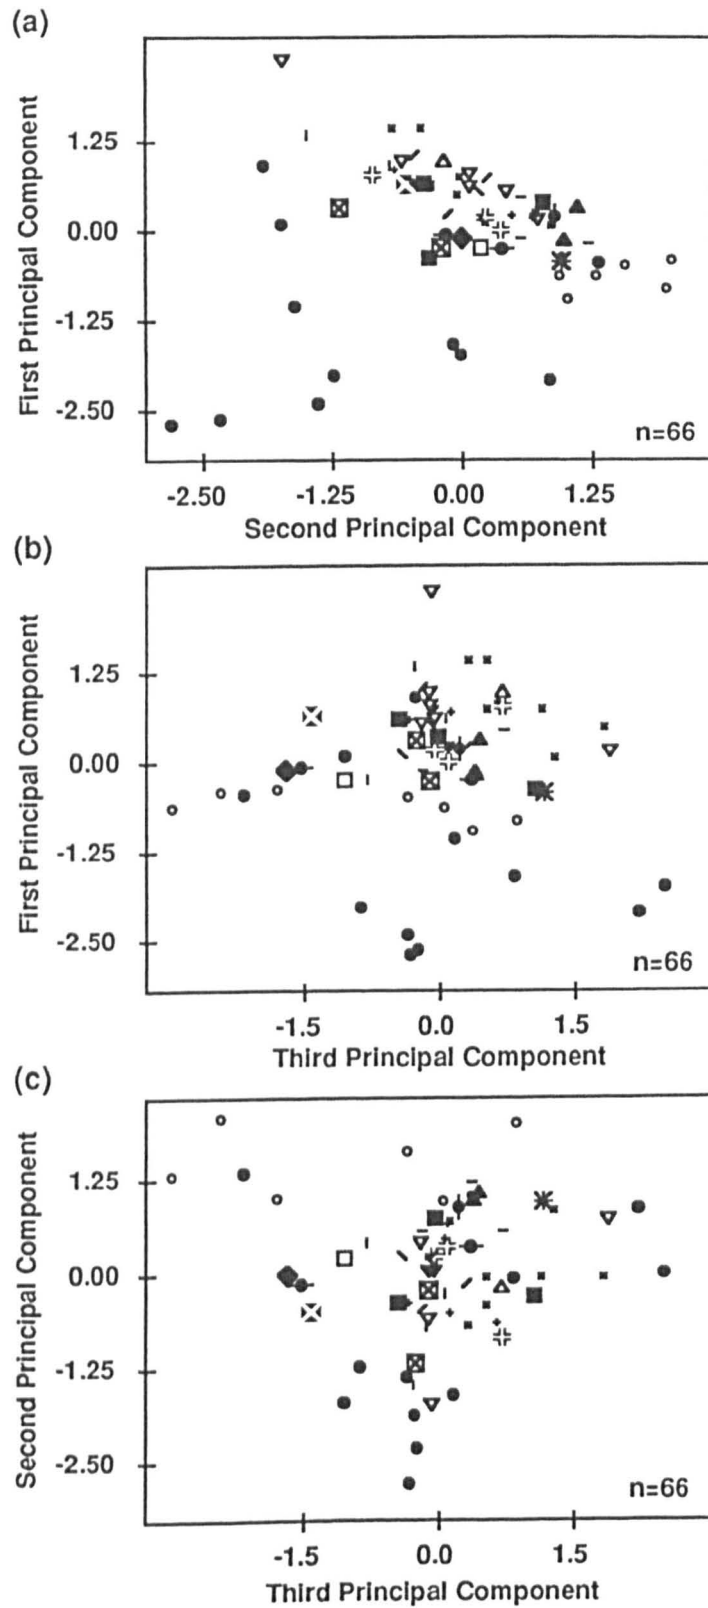 (a)
First Principal Component
1.25
0.00
-1.25
-2.50
n=66
-2.50 -1.25 0.00 1.25
Second Principal Component
(b)
First Principal Component
1.25
0.00
-1.25
-2.50
n=66
-1.5 0.0 1.5
Third Principal Component
(c)
Second Principal Component
1.25
0.00
-1.25
-2.50
n=66
-1.5 0.0 1.5
Third Principal Component